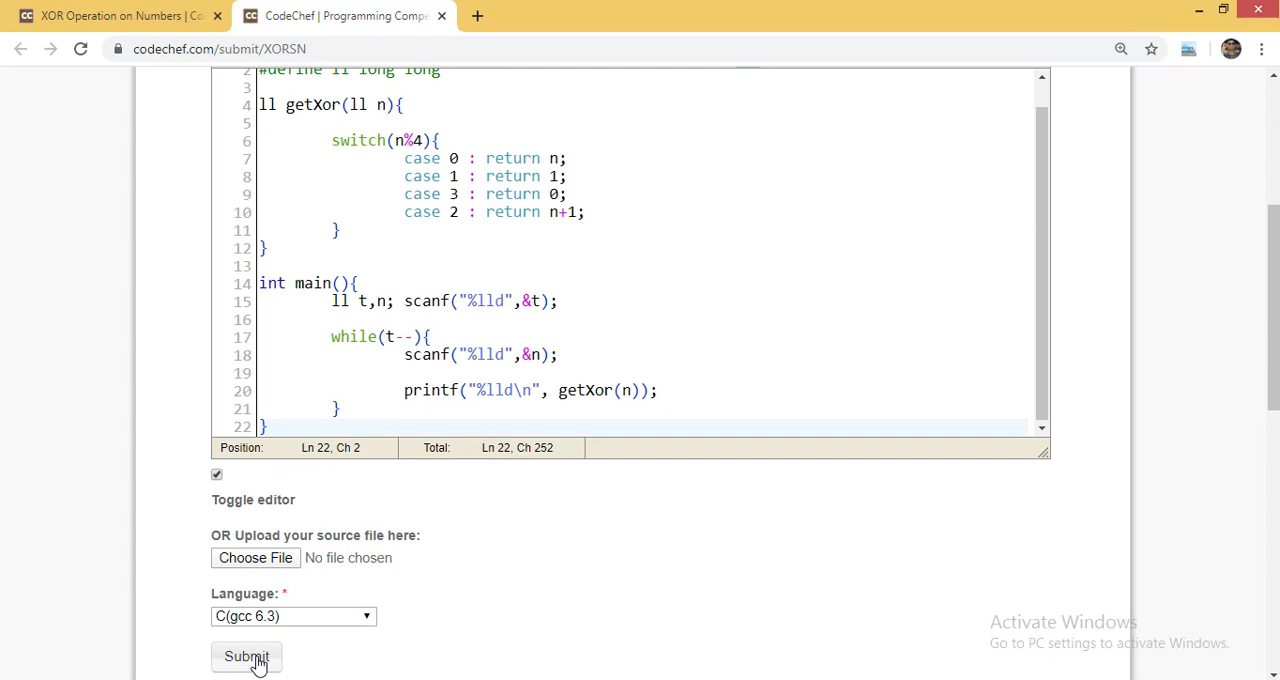 XOR Operation on Numbers | Co
CodeChef | Programming Compe
codechef.com/submit/XORSN
2 #define ll long long
3
4 ll getXor(ll n){
5
6 switch(n%4){
7 case 0 : return n;
8 case 1 : return 1;
9 case 3 : return 0;
10 case 2 : return n+1;
11 }
12 }
13
14 int main(){
15 ll t,n; scanf("%lld",&t);
16
17 while(t--){
18 scanf("%lld",&n);
19
20 printf("%lld\n", getXor(n));
21 }
22 }
Position: Ln 22, Ch 2 Total: Ln 22, Ch 252
Toggle editor
OR Upload your source file here:
Choose File No file chosen
Language: *
C(gcc 6.3)
Submit
Activate Windows
Go to PC settings to activate Windows.